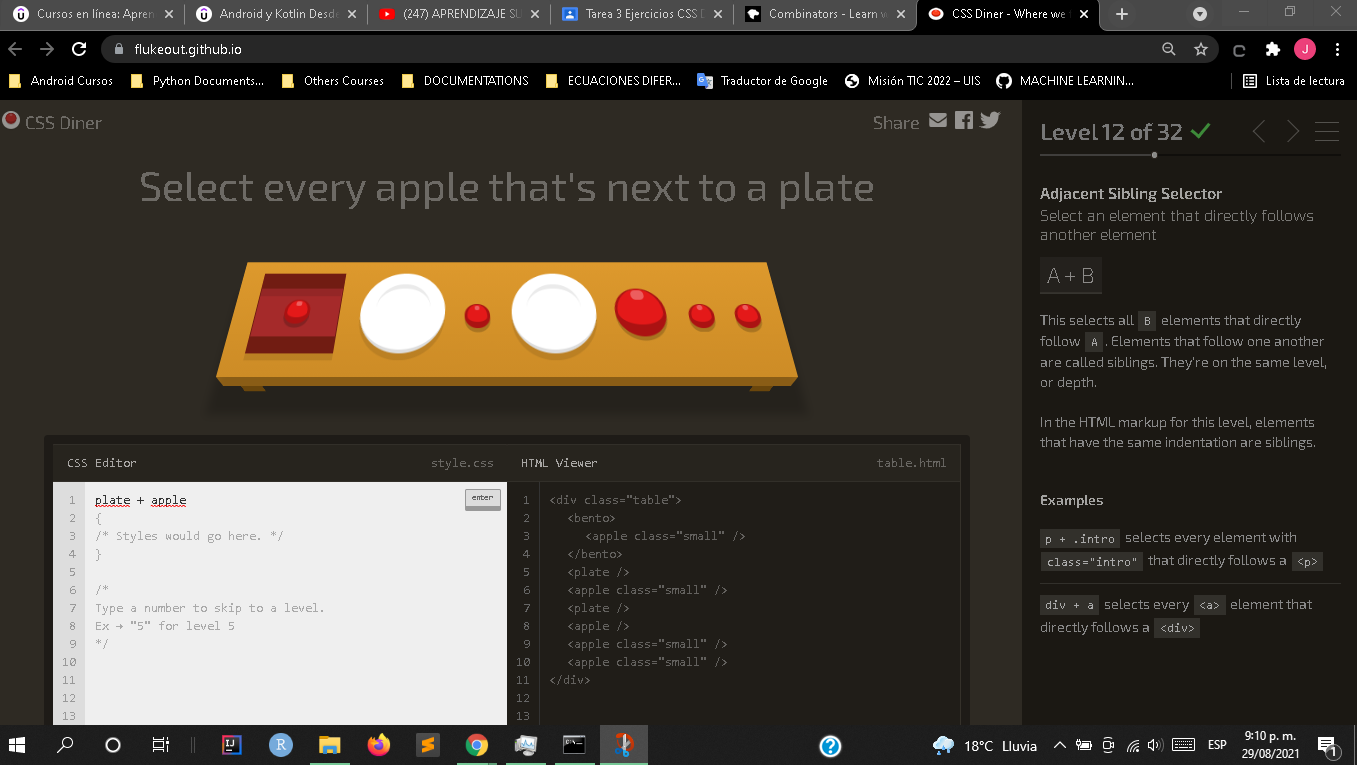 Cursos en línea: Apren
Android y Kotlin Desde
(247) APRENDIZAJE SU
Tarea 3 Ejercicios CSS D
Combinators - Learn w
CSS Diner - Where we f
flukeout.github.io
J
Android Cursos
Python Documents...
Others Courses
DOCUMENTATIONS
ECUACIONES DIFER...
Traductor de Google
Misión TIC 2022 – UIS
MACHINE LEARNIN...
Lista de lectura
CSS Diner
Share
Level 12 of 32
Select every apple that's next to a plate
Adjacent Sibling Selector
Select an element that directly follows
another element
A + B
This selects all B elements that directly
follow A. Elements that follow one another
are called siblings. They're on the same level,
or depth.
In the HTML markup for this level, elements
that have the same indentation are siblings.
Examples
p + .intro selects every element with
class="intro" that directly follows a <p>
div + a selects every <a> element that
directly follows a <div>
CSS Editor
style.css
1 plate + apple
enter
2 {
3 /* Styles would go here. */
4 }
5
6 /*
7 Type a number to skip to a level.
8 Ex → "5" for level 5
9 */
10
11
12
13
HTML Viewer
table.html
1 <div class="table">
2 <bento>
3 <apple class="small" />
4 </bento>
5 <plate />
6 <apple class="small" />
7 <plate />
8 <apple />
9 <apple class="small" />
10 <apple class="small" />
11 </div>
12
13
18°C Lluvia
ESP
9:10 p. m.
29/08/2021
1